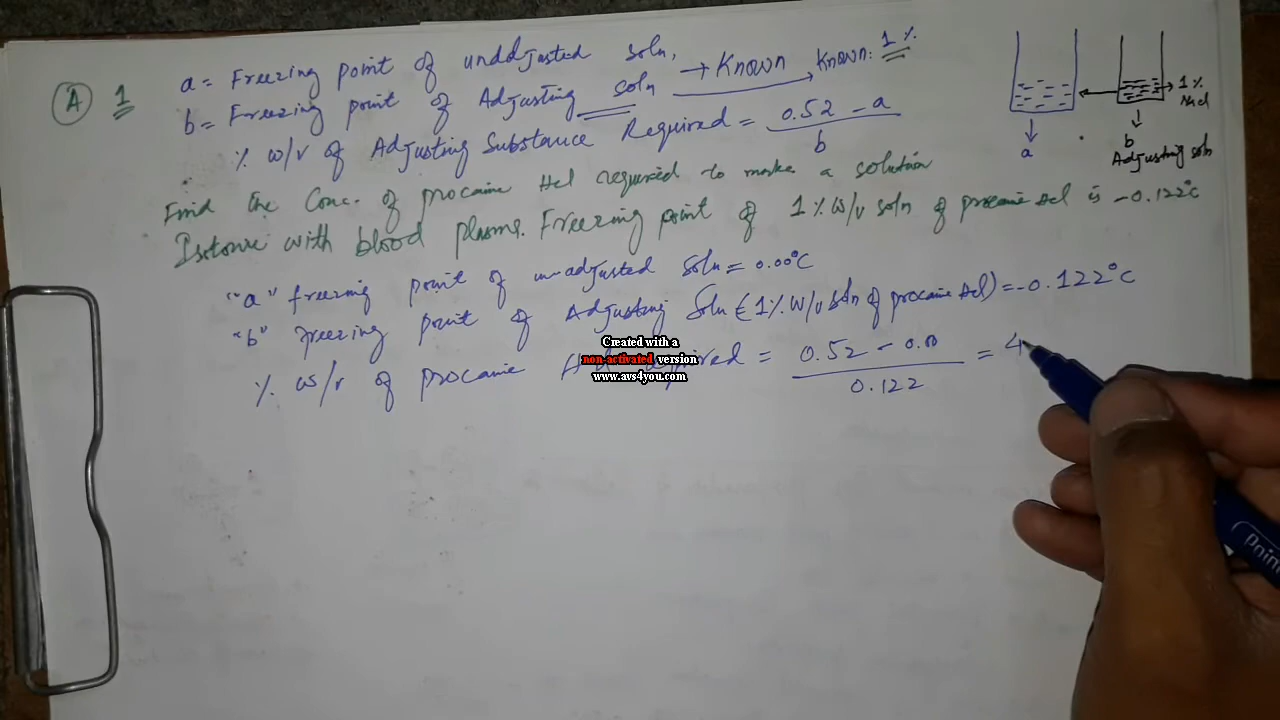 A 1
a = Freezing point of unddjusted soln,
b = Freezing point of Adjusting soln → Known Known: 1 %
% w/v of Adjusting Substance Required = 0.52 - a / b
1 %
Nacl
a
b
Adjusting soln
Find the Conc. of procaine Hcl required to make a solution
Isotonic with blood plasma. Freezing point of 1 % w/v soln of procaine Hcl is -0.122°C
"a" freezing point of un-adjusted soln = 0.00°C
"b" freezing point of Adjusting Soln (1% w/v soln of procaine Hcl) = -0.122°C
% w/v of procaine = 0.52 - 0.00 / 0.122 = 4
Created with a
non-activated version
www.avs4you.com
Point